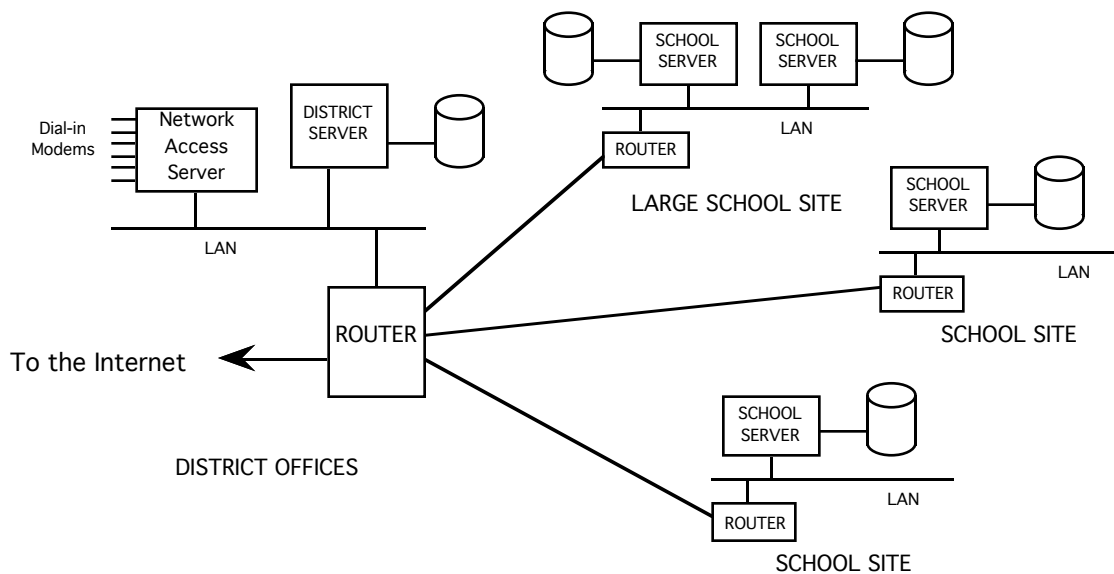 Dial-in
Modems
Network
Access
Server
DISTRICT
SERVER
LAN
ROUTER
To the Internet
DISTRICT OFFICES
SCHOOL
SERVER
SCHOOL
SERVER
LAN
ROUTER
LARGE SCHOOL SITE
SCHOOL
SERVER
LAN
ROUTER
SCHOOL SITE
SCHOOL
SERVER
LAN
ROUTER
SCHOOL SITE